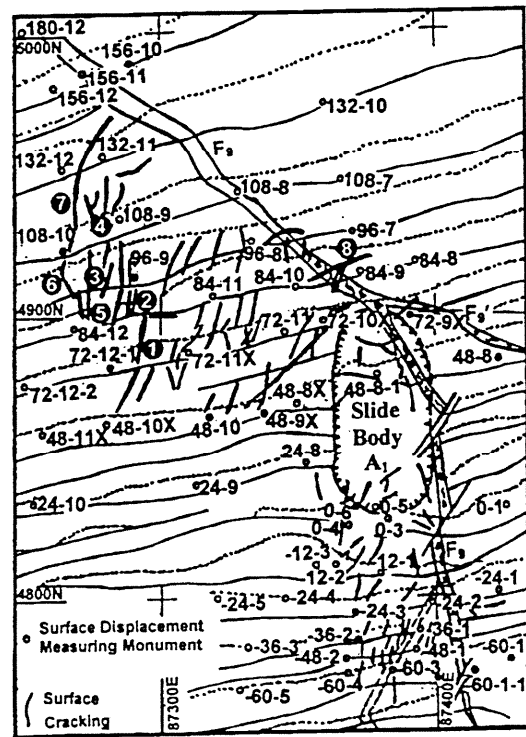 180-12
5000N
156-10
156-11
156-12
132-10
132-11
132-12
F₉
108-8
108-7
7
4
108-9
108-10
96-7
8
96-8
96-9
3
6
84-10
84-9
84-8
84-11
4900N
5
2
F₉'
84-12
72-11
72-10X
72-9X
1
72-12-1
72-11X
48-8
72-12-2
48-8X
48-8-1
48-11X
48-10X
48-10
48-9X
Slide
Body
A₁
24-8
24-9
24-10
0-6
0-5
0-1
0-4
0-3
F₉
-12-3
-12-1
-12-2
-24-1
4800N
-24-5
-24-4
-24-2
-24-3
Surface Displacement
Measuring Monument
-36-2
-36-1
-36-3
-48-1
-48-2
-60-1
-60-3
-60-4
-60-5
-60-1-1
Surface
Cracking
87300E
87400E